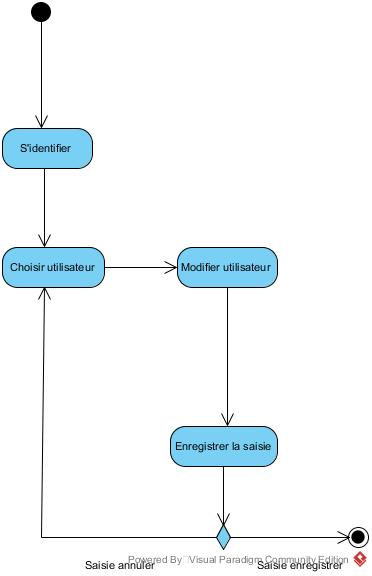 S'identifier
Choisir utilisateur
Modifier utilisateur
Enregistrer la saisie
Powered By Visual Paradigm Community Edition
Saisie annuler
Saisie enregistrer